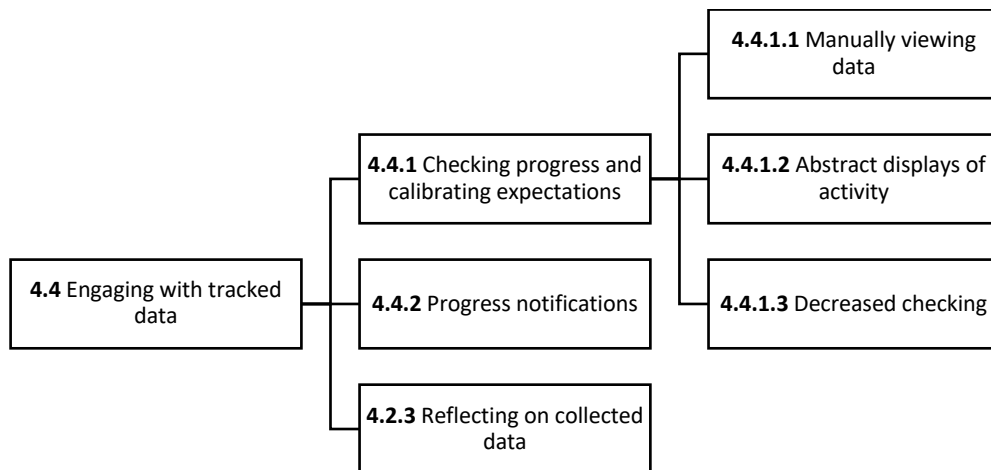 4.4 Engaging with tracked
data
4.4.1 Checking progress and
calibrating expectations
4.4.2 Progress notifications
4.2.3 Reflecting on collected
data
4.4.1.1 Manually viewing
data
4.4.1.2 Abstract displays of
activity
4.4.1.3 Decreased checking